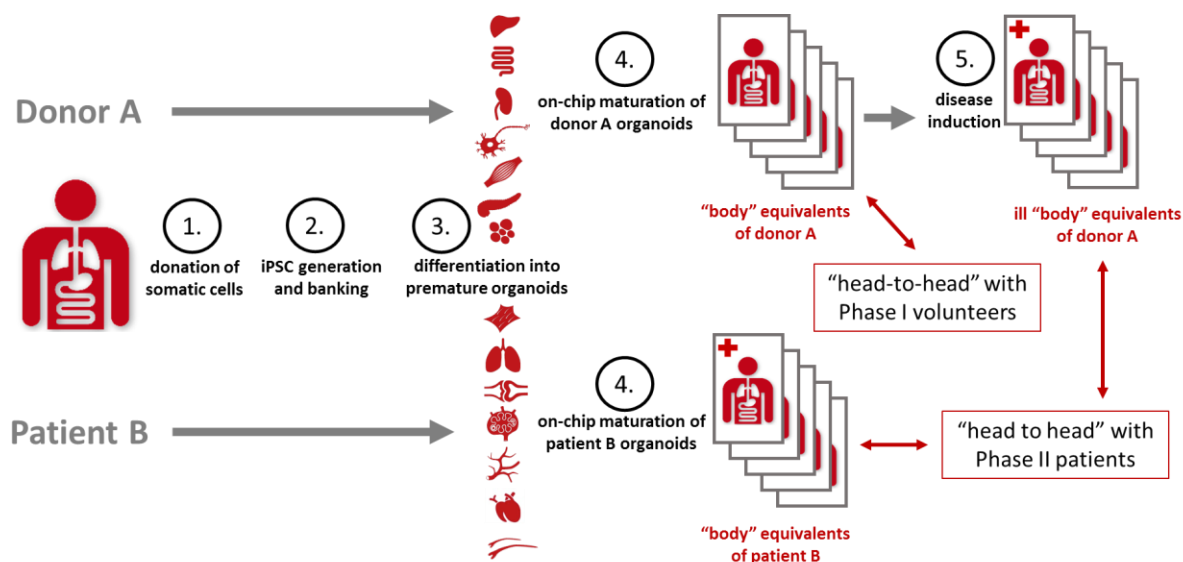 Donor A
4.
on-chip maturation of
donor A organoids
5.
disease
induction
"body" equivalents
of donor A
ill "body" equivalents
of donor A
1.
donation of
somatic cells
2.
iPSC generation
and banking
3.
differentiation into
premature organoids
"head-to-head" with
Phase I volunteers
Patient B
4.
on-chip maturation of
patient B organoids
"head to head" with
Phase II patients
"body" equivalents
of patient B